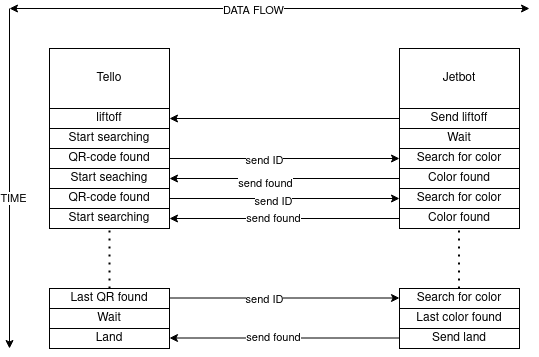 DATA FLOW
Tello
Jetbot
liftoff
Send liftoff
Start searching
Wait
QR-code found
send ID
Search for color
Start seaching
send found
Color found
QR-code found
send ID
Search for color
Start searching
send found
Color found
TIME
Last QR found
send ID
Search for color
Wait
Last color found
Land
send found
Send land